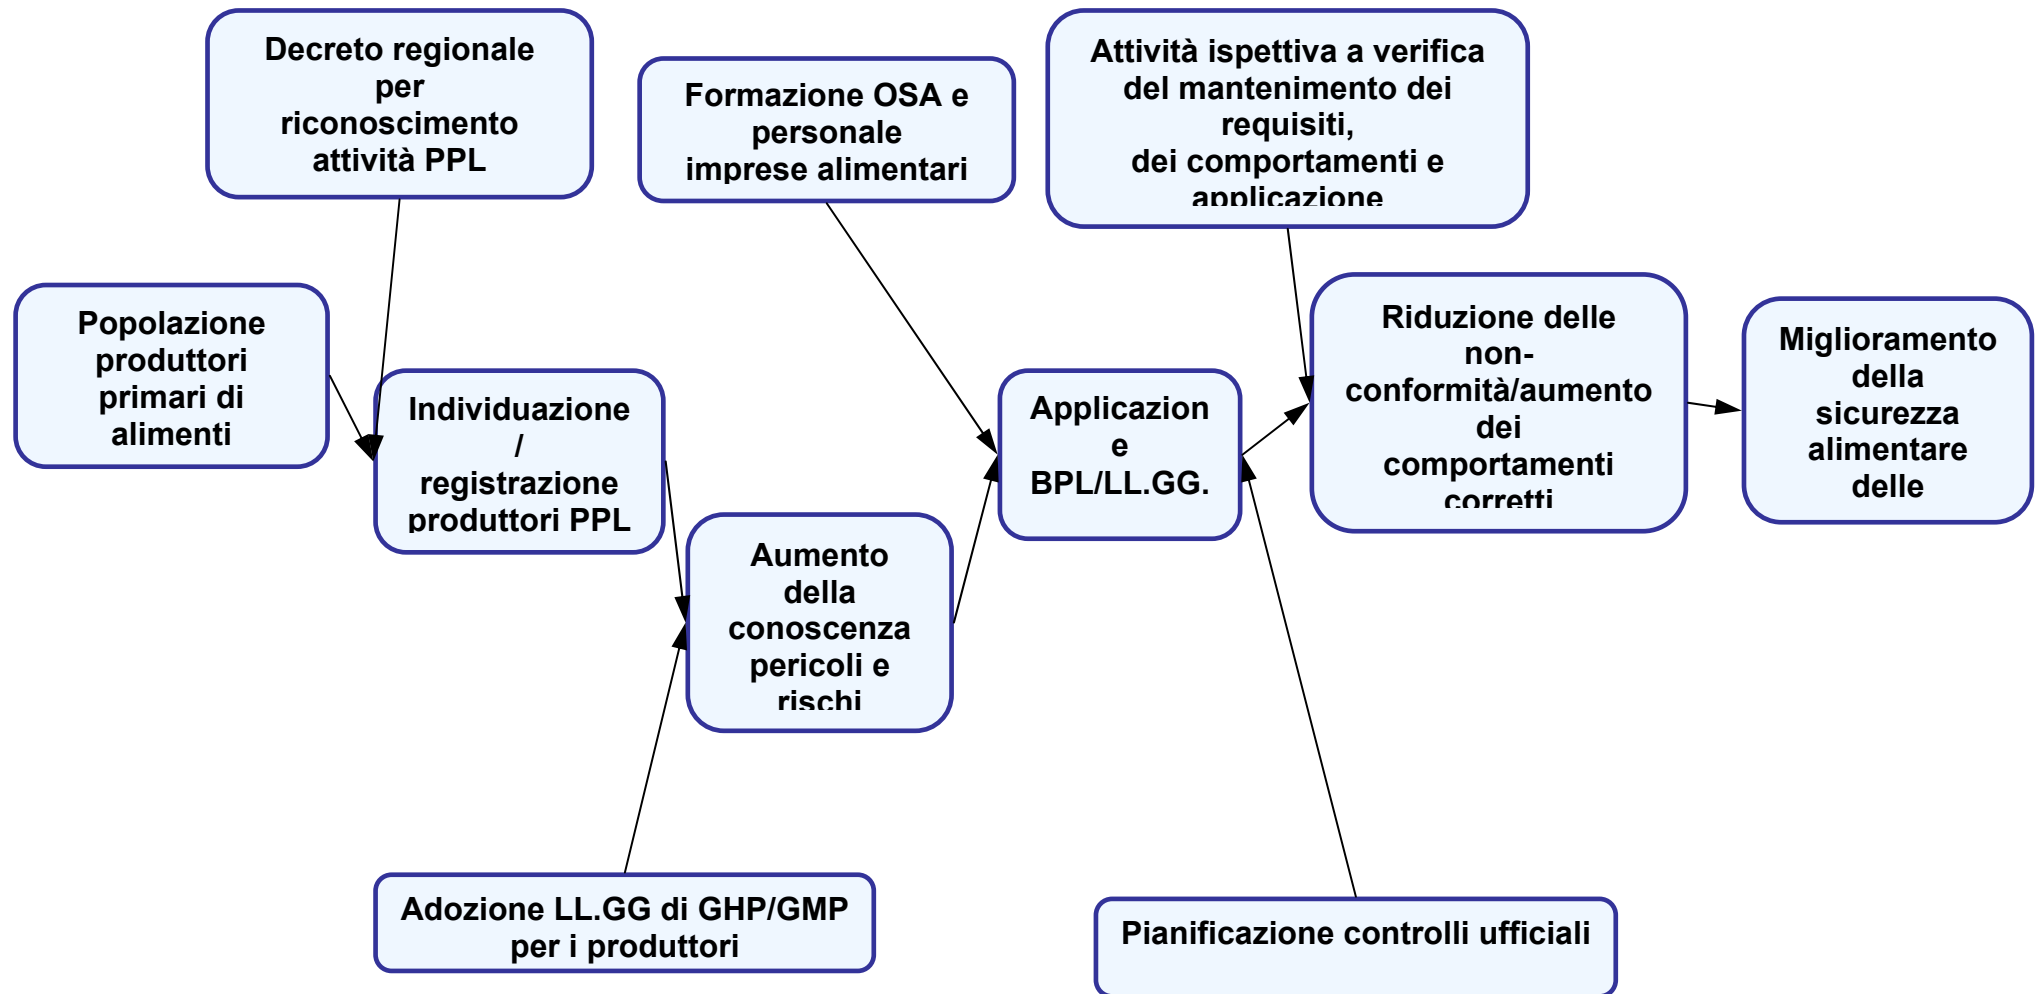 Decreto regionale
per
riconoscimento
attività PPL
Formazione OSA e
personale
imprese alimentari
Attività ispettiva a verifica
del mantenimento dei
requisiti,
dei comportamenti e
applicazione
Popolazione
produttori
primari di
alimenti
Individuazione
/
registrazione
produttori PPL
Aumento
della
conoscenza
pericoli e
rischi
Applicazion
e
BPL/LL.GG.
Riduzione delle
non-
conformità/aumento
dei
comportamenti
corretti
Miglioramento
della
sicurezza
alimentare
delle
Adozione LL.GG di GHP/GMP
per i produttori
Pianificazione controlli ufficiali